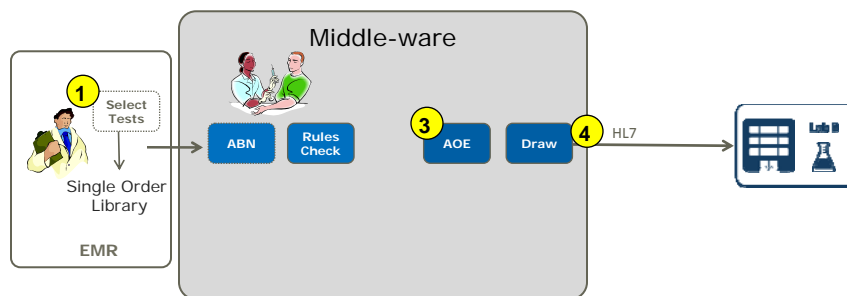 Middle-ware
1
Select
Tests
Single Order
Library
EMR
ABN
Rules
Check
3
AOE
Draw
4
HL7
Lab B